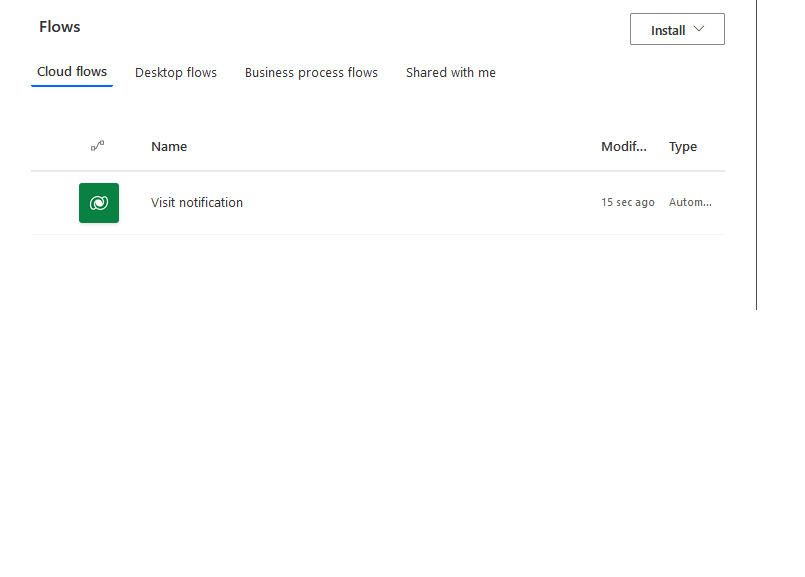 Flows
Install
Cloud flows Desktop flows Business process flows Shared with me
Name Modif... Type
Visit notification 15 sec ago Autom...